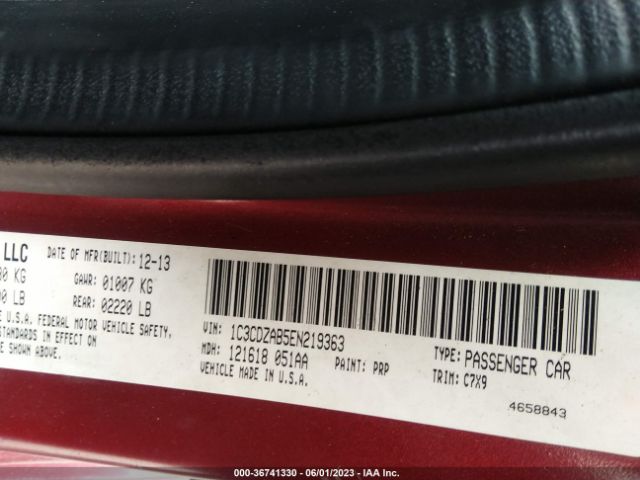 LLC DATE OF MFR(BUILT): 12-13
KG GAWR: 01007 KG
LB REAR: 02220 LB
U.S.A. FEDERAL MOTOR VEHICLE SAFETY,
STANDARDS IN EFFECT ON
SHOWN ABOVE.
VIN: 1C3CDZAB5EN219363
MDH: 121618 051AA PAINT: PRP
VEHICLE MADE IN U.S.A.
TYPE: PASSENGER CAR
TRIM: C7X9
4658843
000-36741330 - 06/01/2023 - IAA Inc.